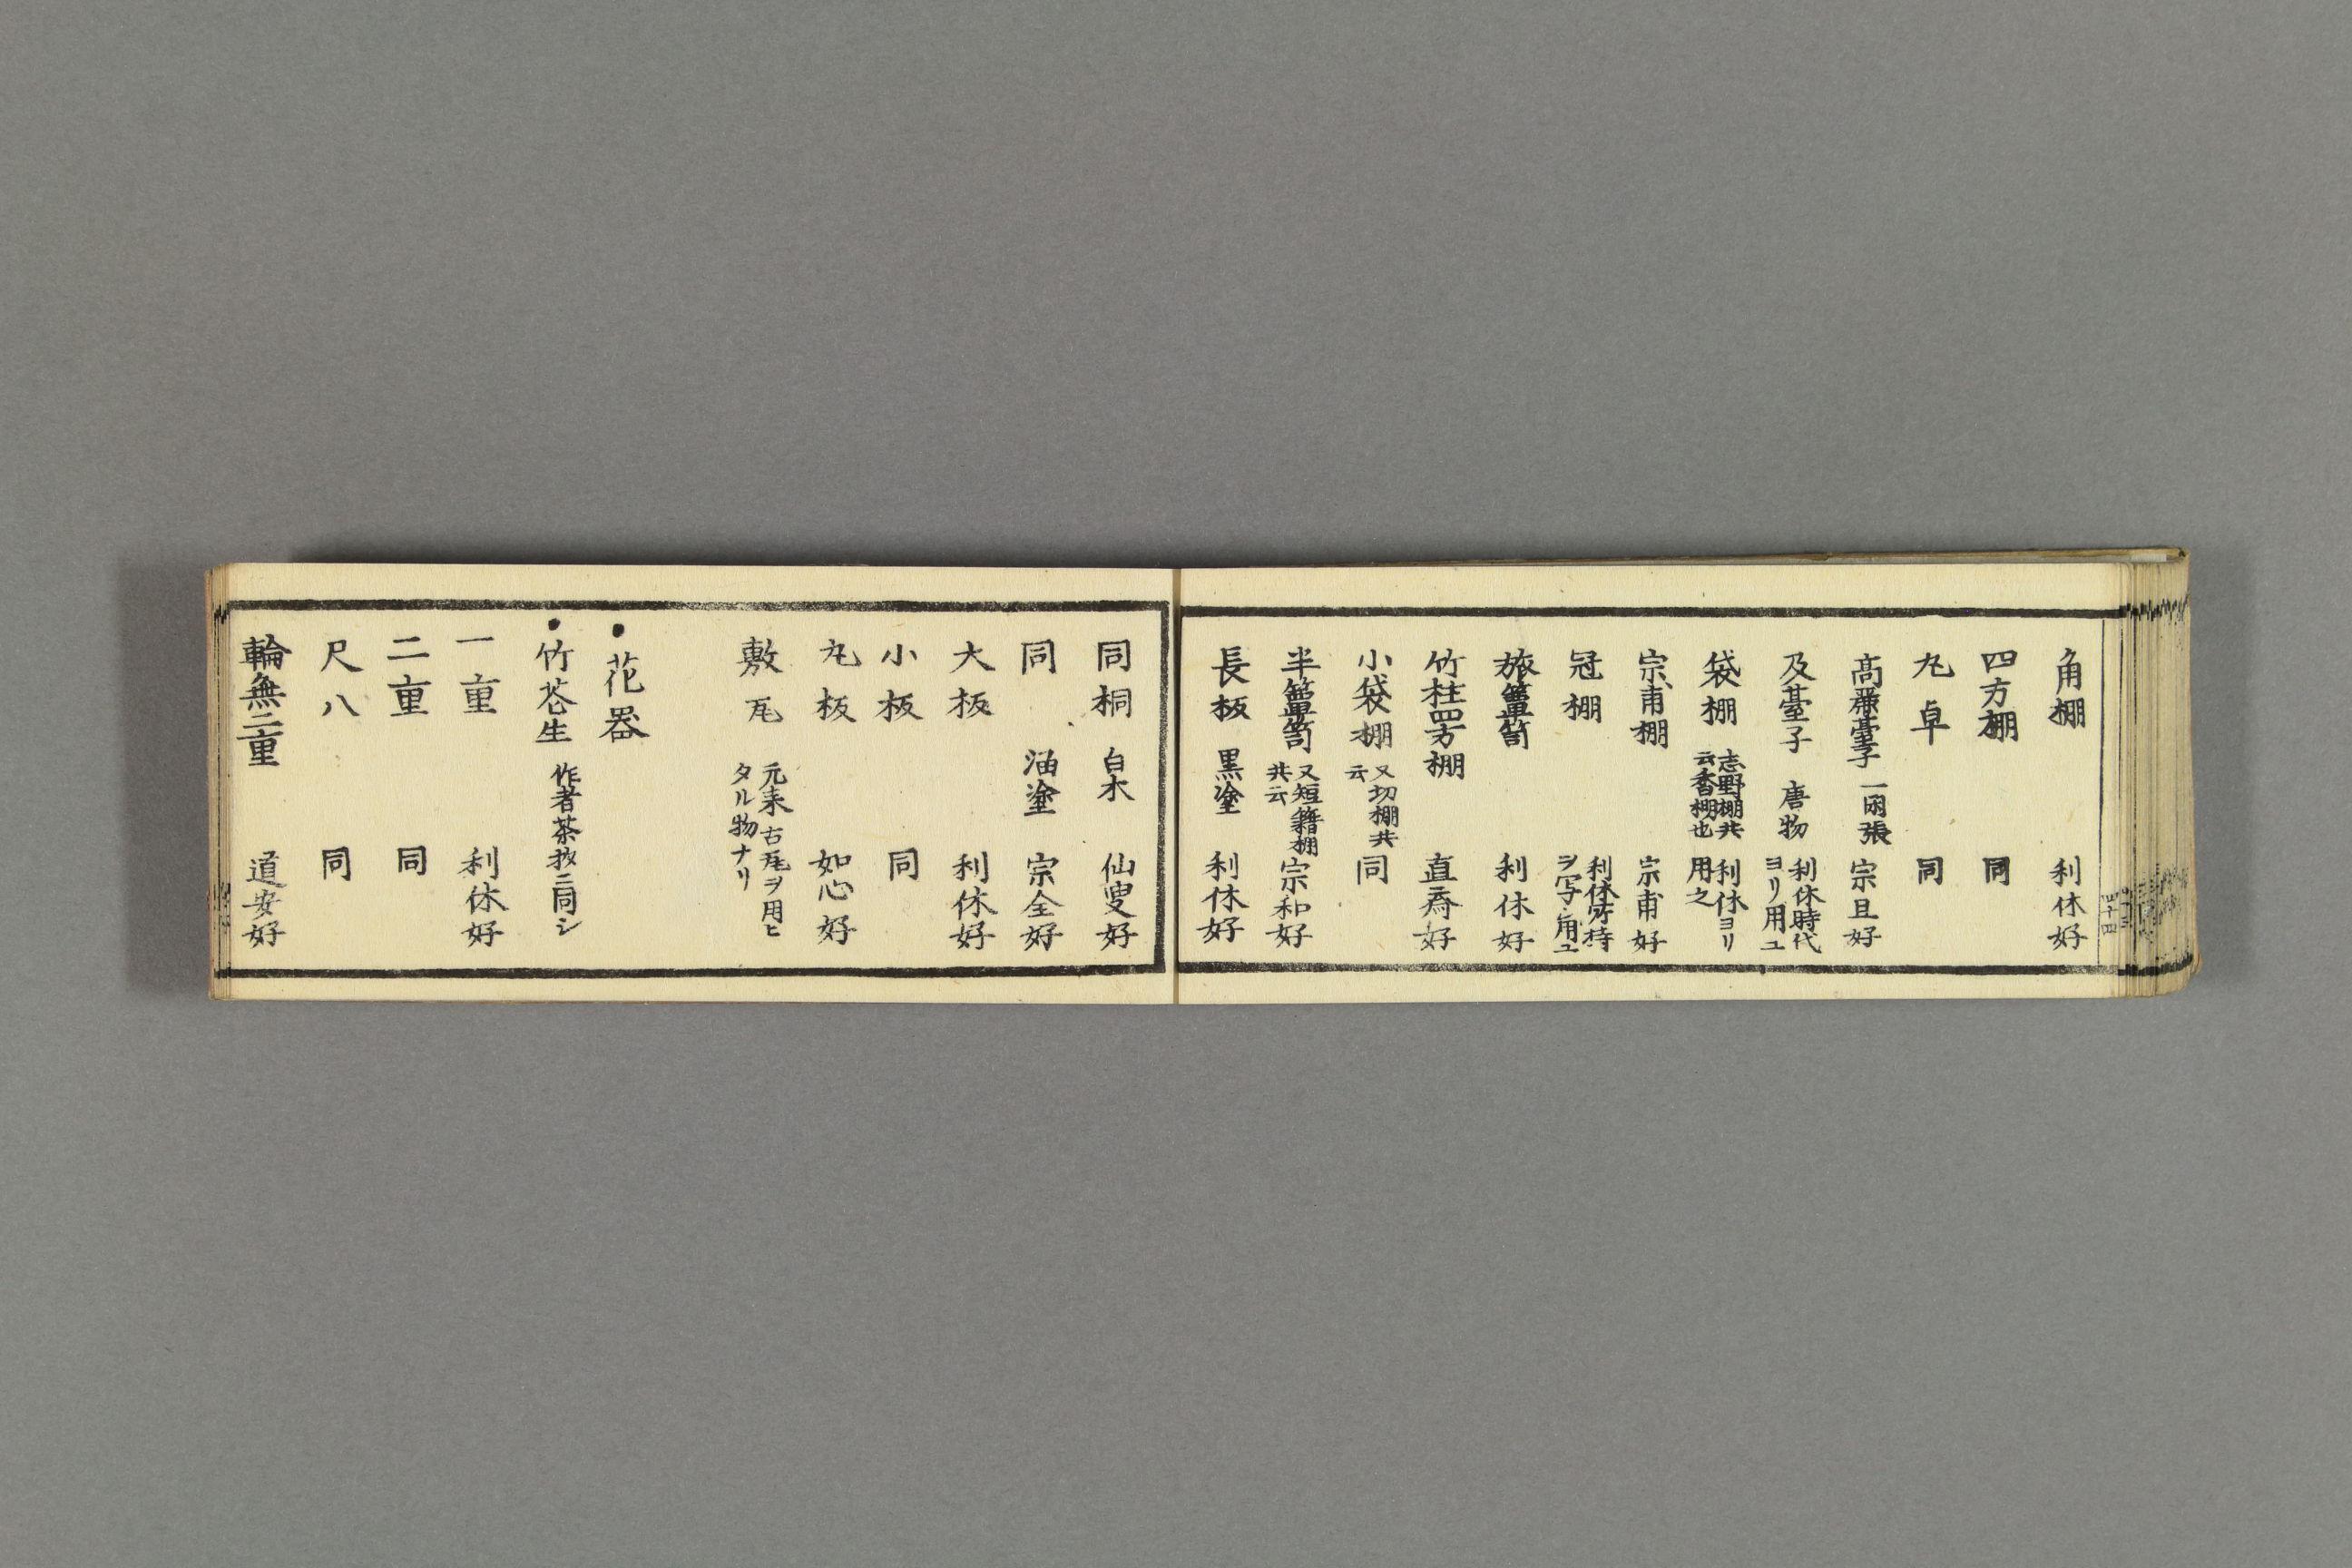 角棚 利休好
四方棚 同
丸卓 同
高麗臺子 一閑張 宗旦好
及臺子 唐物 利休時代ヨリ用ユ
袋棚 志野棚共云香棚也 利休ヨリ用之
宗甫棚 宗甫好
冠棚 利休所持ヲ写シ用ユ
旅簞笥 利休好
竹柱四方棚 直斎好
小袋棚 又切棚共云 同
半簞笥 又短籍棚共云 宗和好
長板 黒塗 利休好
四十四
同桐 白木 仙叟好
同 溜塗 宗全好
大板 利休好
小板 同
丸板 如心好
敷瓦 元来古瓦ヲ用ヒタル物ナリ
●花器
●竹苍生 作者茶杓ニ同シ
一重 利休好
二重 同
尺八 同
輪無二重 道安好